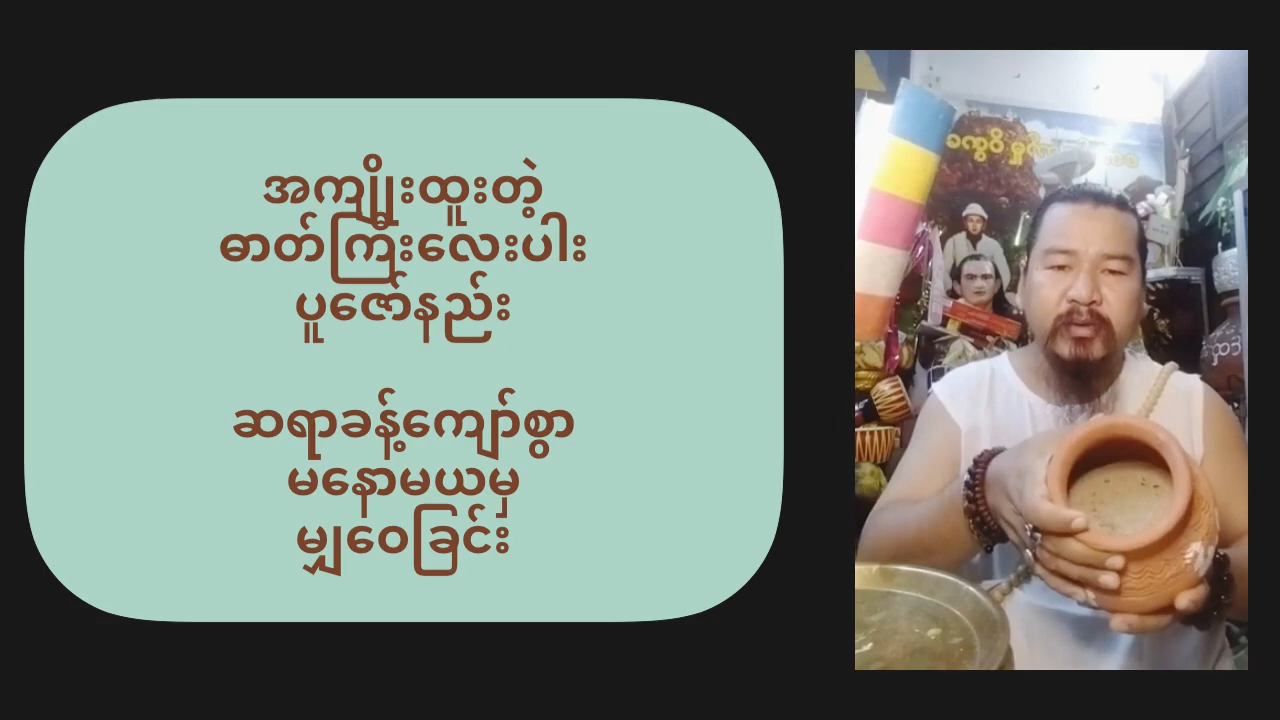 အကျိုးထူးတဲ့
ဓာတ်ကြီးလေးပါး
ပူဇော်နည်း
ဆရာခန့်ကျော်စွာ
မနောမယမှ
မျှဝေခြင်း